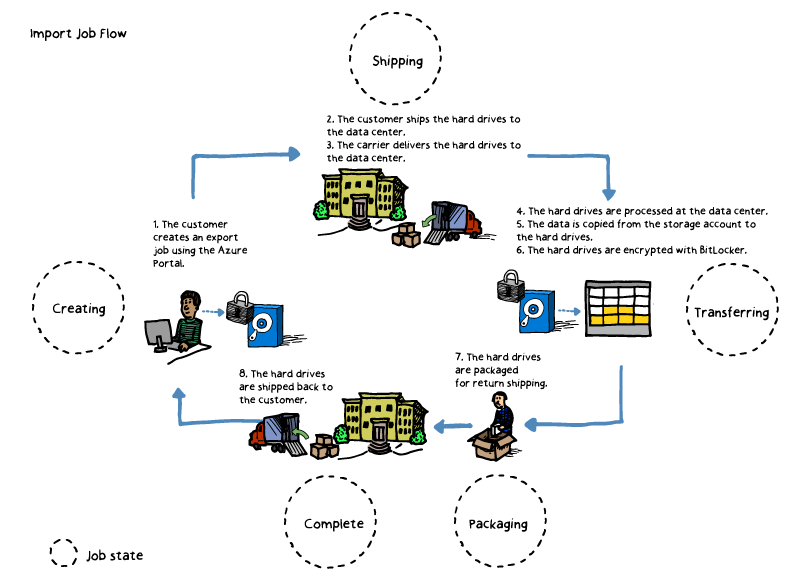 Import Job Flow
Shipping
2. The customer ships the hard drives to
the data center.
3. The carrier delivers the hard drives to
the data center.
1. The customer
creates an export
job using the Azure
Portal.
4. The hard drives are processed at the data center.
5. The data is copied from the storage account to
the hard drives.
6. The hard drives are encrypted with BitLocker.
Creating
Transferring
7. The hard drives
are packaged
for return shipping.
8. The hard drives
are shipped back to
the customer.
Complete
Packaging
Job state